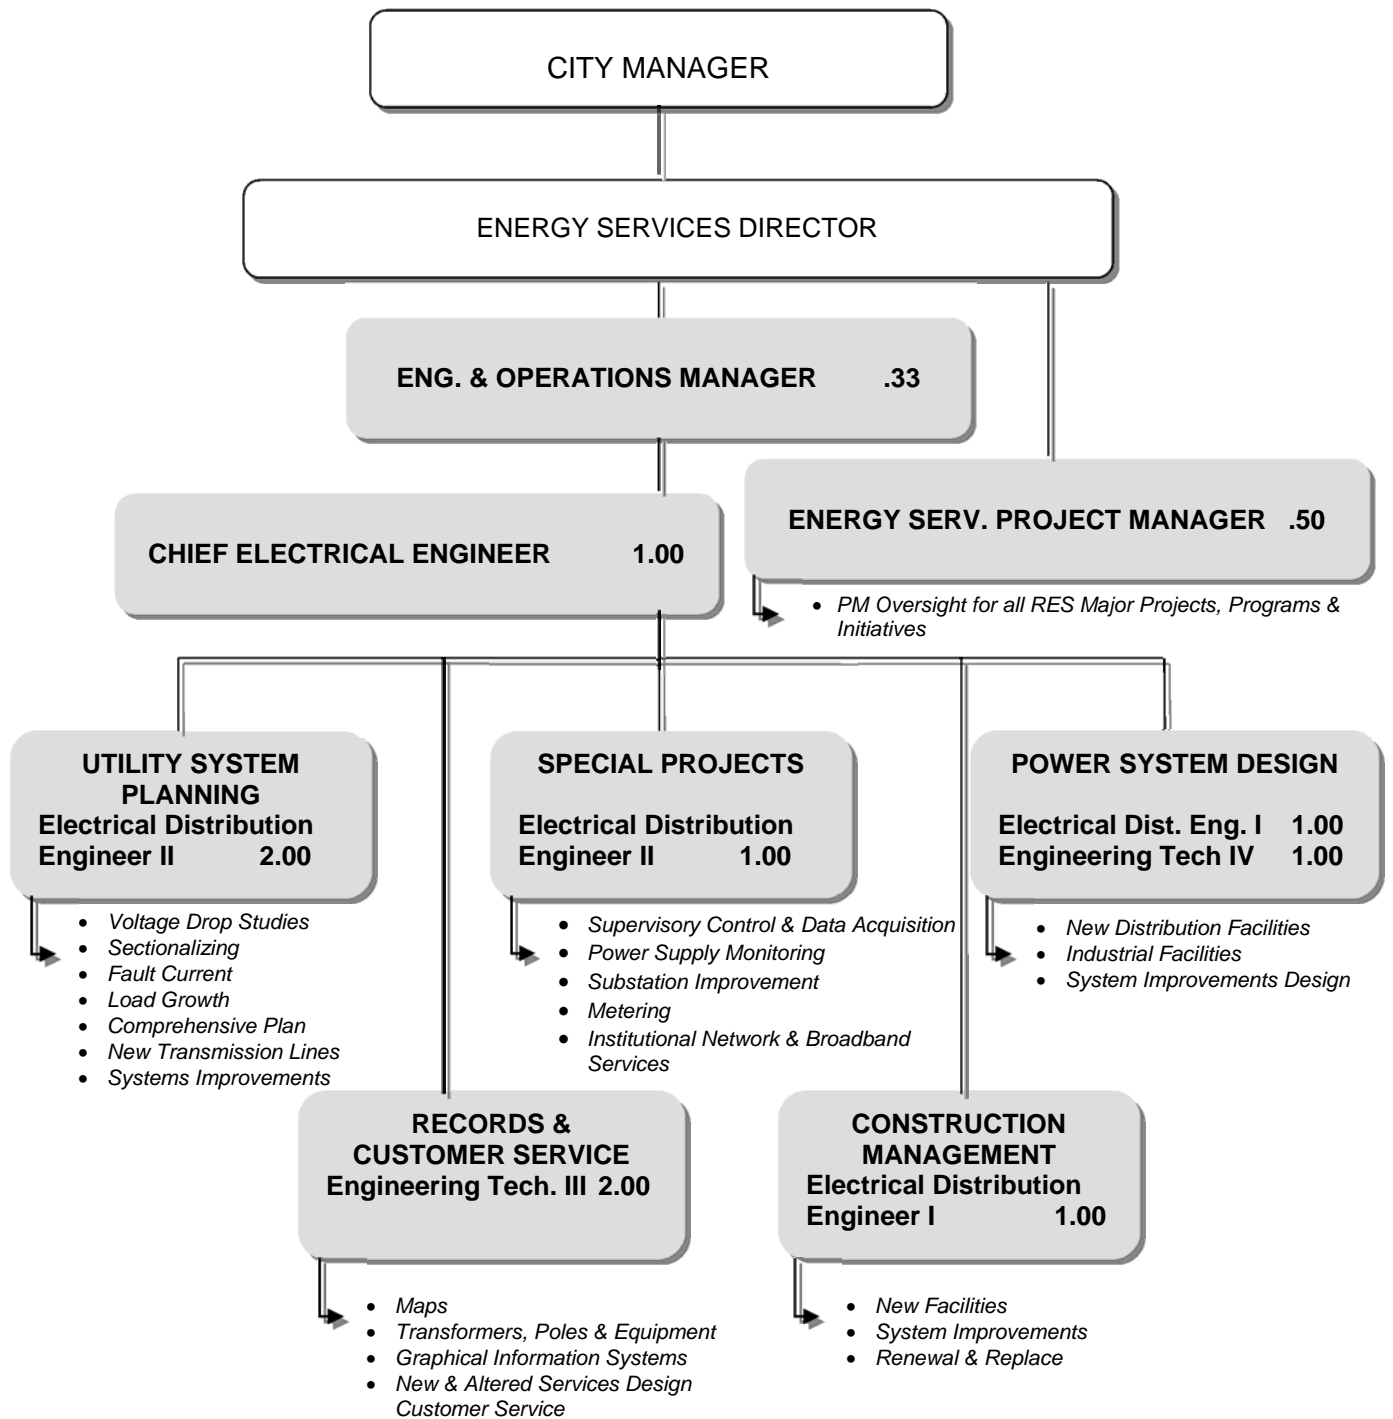 CITY MANAGER
ENERGY SERVICES DIRECTOR
ENG. & OPERATIONS MANAGER .33
ENERGY SERV. PROJECT MANAGER .50
CHIEF ELECTRICAL ENGINEER 1.00
• PM Oversight for all RES Major Projects, Programs &
Initiatives
UTILITY SYSTEM
PLANNING
Electrical Distribution
Engineer II 2.00
• Voltage Drop Studies
• Sectionalizing
• Fault Current
• Load Growth
• Comprehensive Plan
• New Transmission Lines
• Systems Improvements
SPECIAL PROJECTS
Electrical Distribution
Engineer II 1.00
• Supervisory Control & Data Acquisition
• Power Supply Monitoring
• Substation Improvement
• Metering
• Institutional Network & Broadband
Services
POWER SYSTEM DESIGN
Electrical Dist. Eng. I 1.00
Engineering Tech IV 1.00
• New Distribution Facilities
• Industrial Facilities
• System Improvements Design
RECORDS &
CUSTOMER SERVICE
Engineering Tech. III 2.00
• Maps
• Transformers, Poles & Equipment
• Graphical Information Systems
• New & Altered Services Design
Customer Service
CONSTRUCTION
MANAGEMENT
Electrical Distribution
Engineer I 1.00
• New Facilities
• System Improvements
• Renewal & Replace